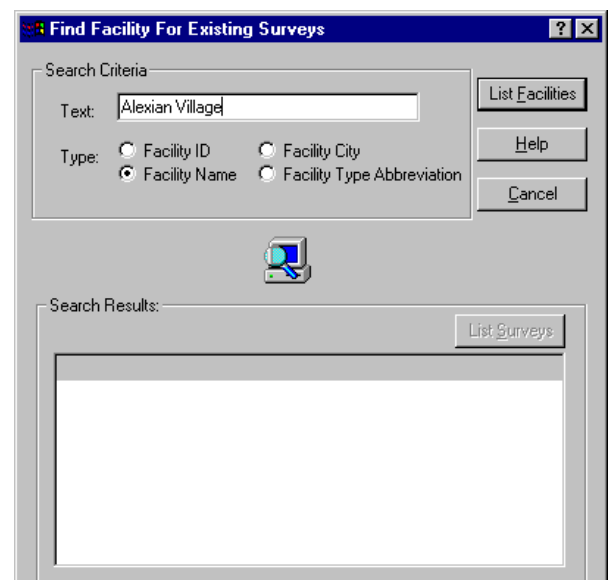 Find Facility For Existing Surveys
Search Criteria
Text: Alexian Village
List Facilities
Type: Facility ID Facility City
Facility Name Facility Type Abbreviation
Help
Cancel
Search Results:
List Surveys